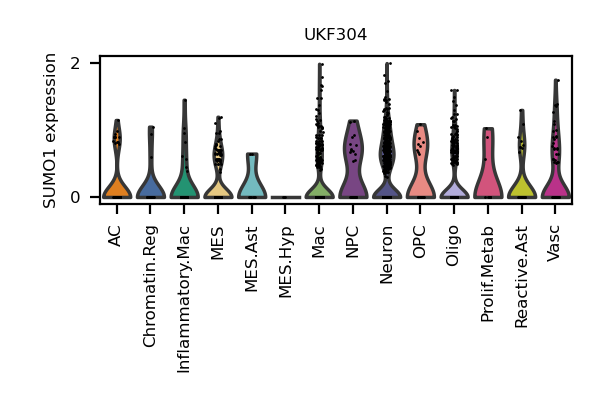 UKF304
SUMO1 expression
2
0
AC
Chromatin.Reg
Inflammatory.Mac
MES
MES.Ast
MES.Hyp
Mac
NPC
Neuron
OPC
Oligo
Prolif.Metab
Reactive.Ast
Vasc